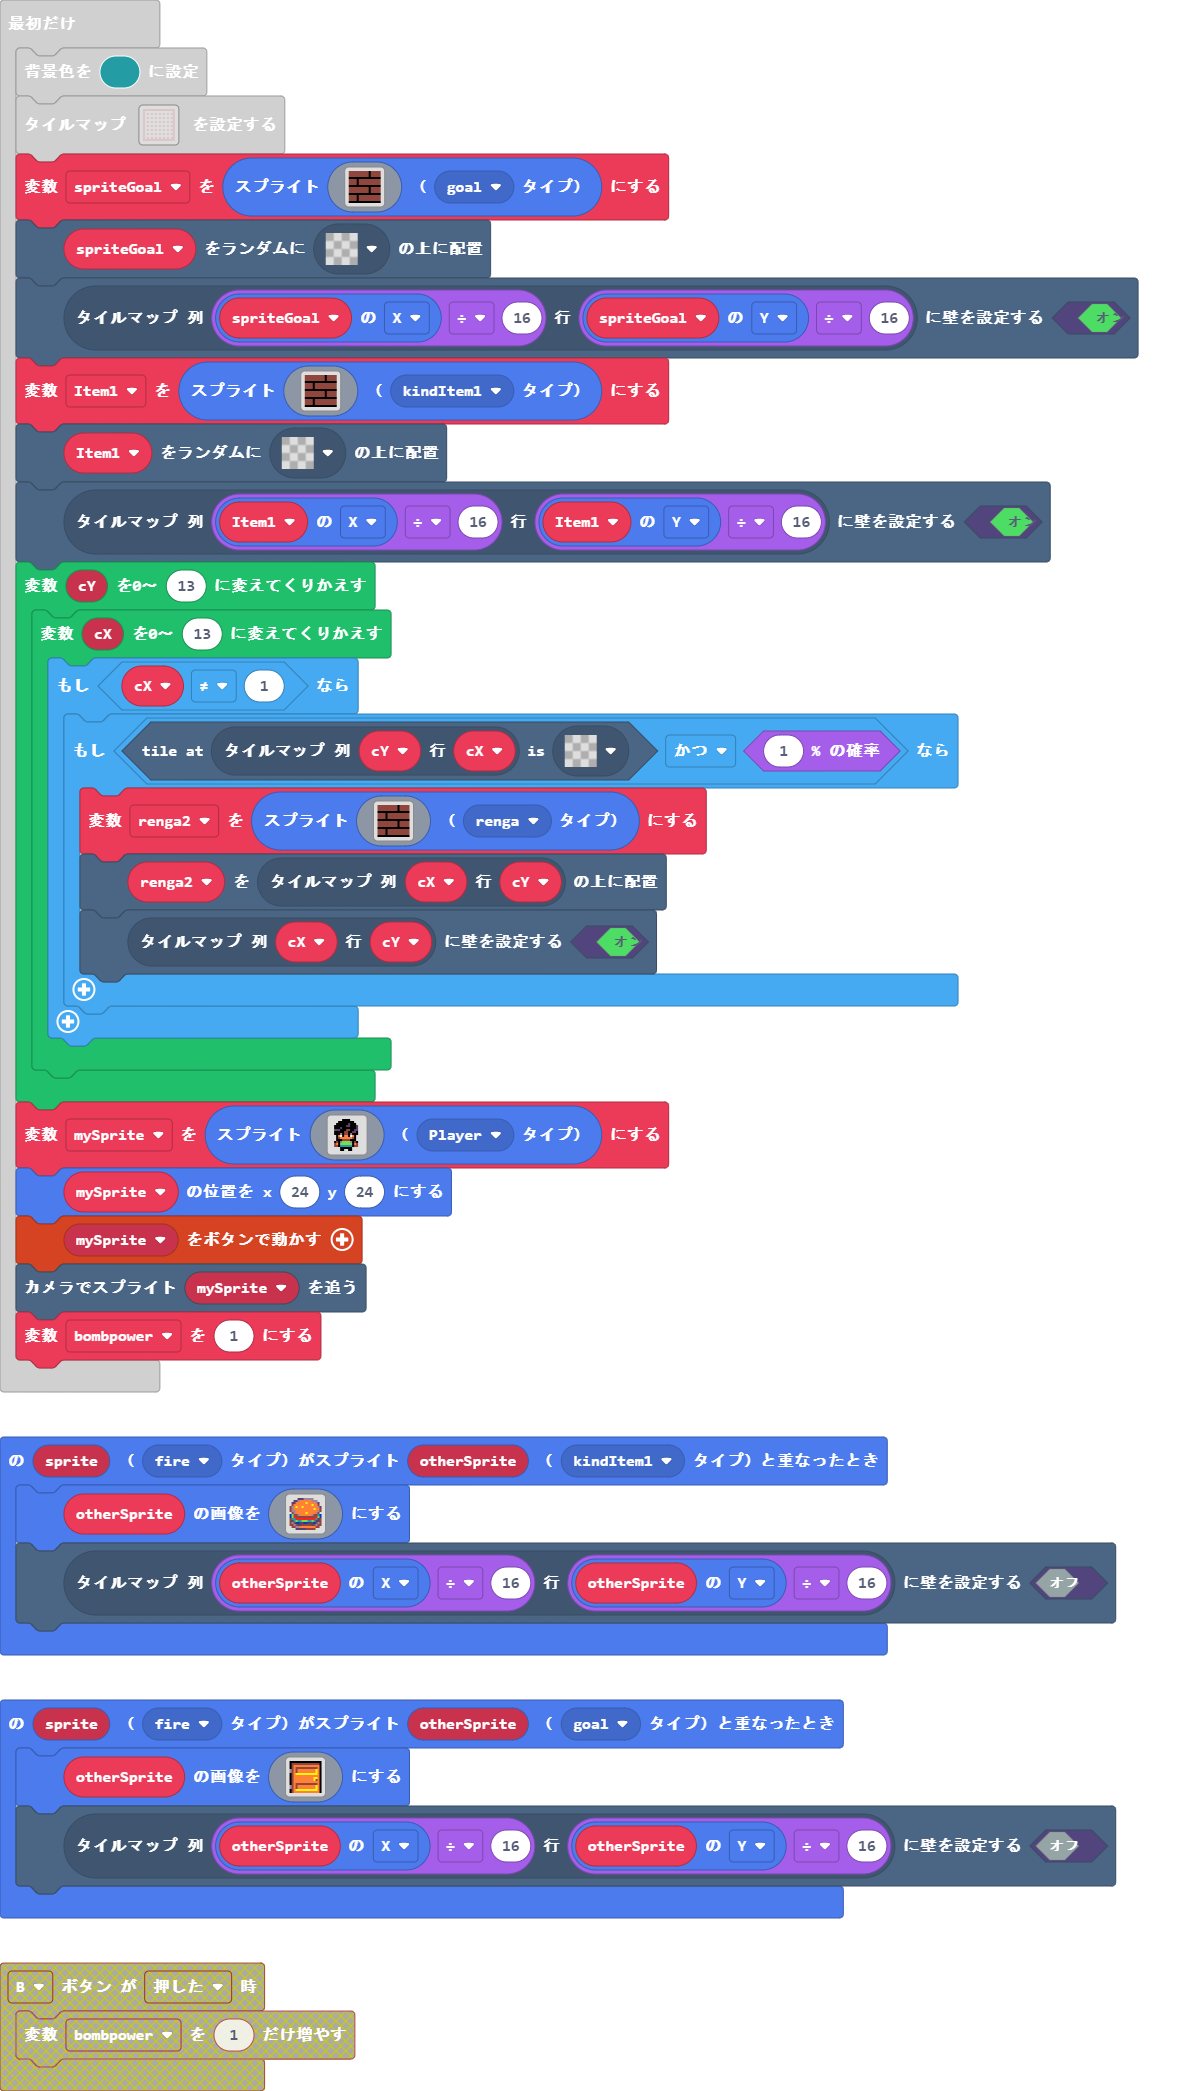 最初だけ
背景色を に設定
タイルマップ を設定する
変数 spriteGoal を スプライト ( goal タイプ) にする
spriteGoal をランダムに の上に配置
タイルマップ 列 spriteGoal の X ÷ 16 行 spriteGoal の Y ÷ 16 に壁を設定する オン
変数 Item1 を スプライト ( kindItem1 タイプ) にする
Item1 をランダムに の上に配置
タイルマップ 列 Item1 の X ÷ 16 行 Item1 の Y ÷ 16 に壁を設定する オン
変数 cY を0〜 13 に変えてくりかえす
変数 cX を0〜 13 に変えてくりかえす
もし cX ≠ 1 なら
もし tile at タイルマップ 列 cY 行 cX is かつ 1 % の確率 なら
変数 renga2 を スプライト ( renga タイプ) にする
renga2 を タイルマップ 列 cX 行 cY の上に配置
タイルマップ 列 cX 行 cY に壁を設定する オン
変数 mySprite を スプライト ( Player タイプ) にする
mySprite の位置を x 24 y 24 にする
mySprite をボタンで動かす
カメラでスプライト mySprite を追う
変数 bombpower を 1 にする
の sprite ( fire タイプ) がスプライト otherSprite ( kindItem1 タイプ) と重なったとき
otherSprite の画像を にする
タイルマップ 列 otherSprite の X ÷ 16 行 otherSprite の Y ÷ 16 に壁を設定する オフ
の sprite ( fire タイプ) がスプライト otherSprite ( goal タイプ) と重なったとき
otherSprite の画像を にする
タイルマップ 列 otherSprite の X ÷ 16 行 otherSprite の Y ÷ 16 に壁を設定する オフ
B ボタン が 押した 時
変数 bombpower を 1 だけ増やす